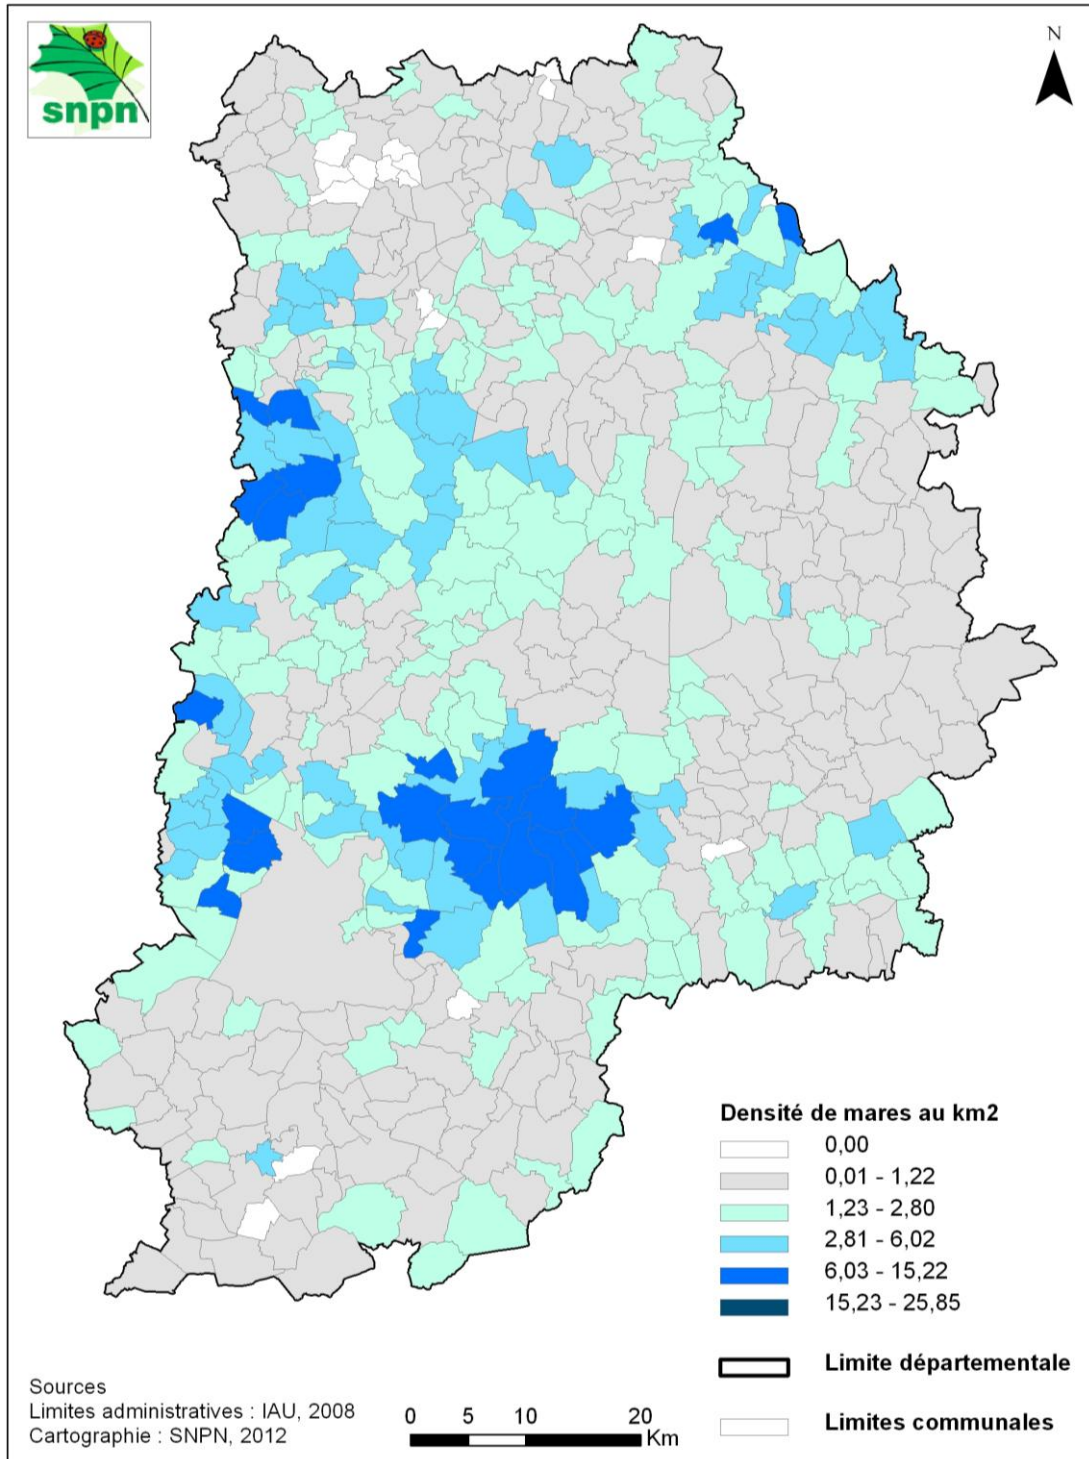 snpn
N
Densité de mares au km2
0,00
0,01 - 1,22
1,23 - 2,80
2,81 - 6,02
6,03 - 15,22
15,23 - 25,85
Limite départementale
Limites communales
Sources
Limites administratives : IAU, 2008
Cartographie : SNPN, 2012
0 5 10 20
Km